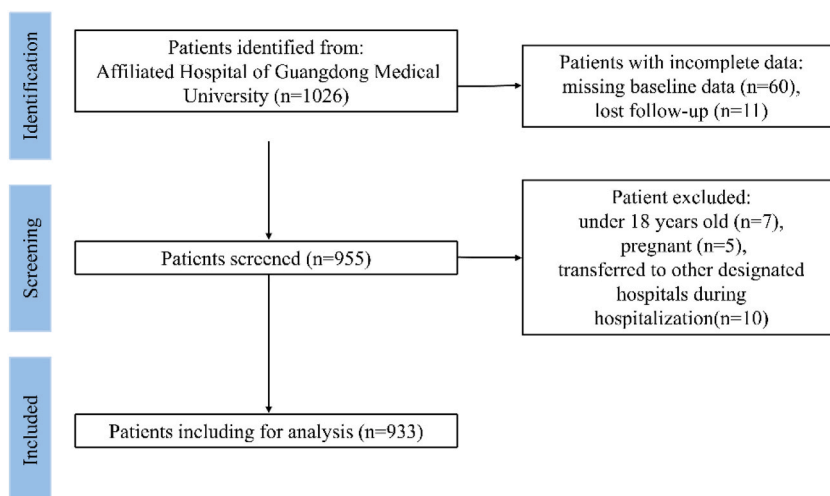 Identification
Patients identified from:
Affiliated Hospital of Guangdong Medical
University (n=1026)
Patients with incomplete data:
missing baseline data (n=60),
lost follow-up (n=11)
Screening
Patients screened (n=955)
Patient excluded:
under 18 years old (n=7),
pregnant (n=5),
transferred to other designated
hospitals during
hospitalization(n=10)
Included
Patients including for analysis (n=933)